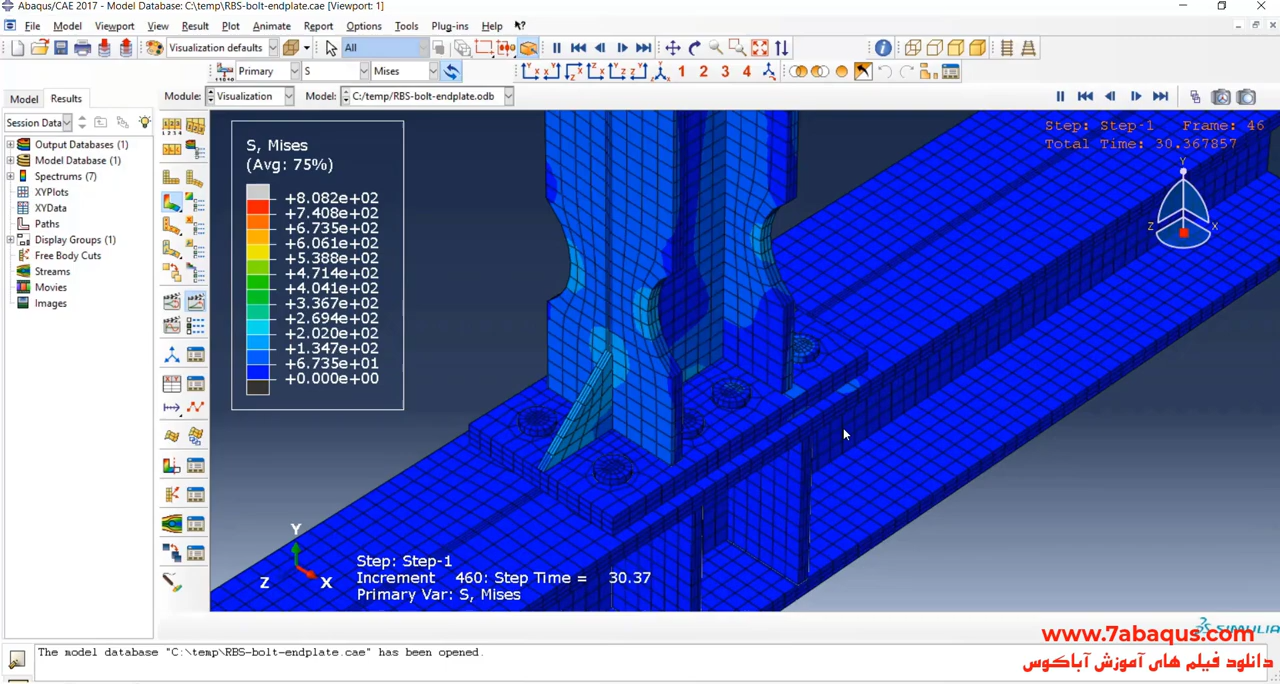 Abaqus/CAE 2017 - Model Database: C:\temp\RBS-bolt-endplate.cae [Viewport: 1]
File Model Viewport View Result Plot Animate Report Options Tools Plug-ins Help
Visualization defaults All
Primary S Mises 1 2 3 4
Model Results Module: Visualization Model: C:/temp/RBS-bolt-endplate.odb
Session Data
Output Databases (1)
Model Database (1)
Spectrums (7)
XYPlots
XYData
Paths
Display Groups (1)
Free Body Cuts
Streams
Movies
Images
S, Mises
(Avg: 75%)
+8.082e+02
+7.408e+02
+6.735e+02
+6.061e+02
+5.388e+02
+4.714e+02
+4.041e+02
+3.367e+02
+2.694e+02
+2.020e+02
+1.347e+02
+6.735e+01
+0.000e+00
Step: Step-1 Frame: 46
Total Time: 30.367857
Y
Z X
Y
Z X
Step: Step-1
Increment 460: Step Time = 30.37
Primary Var: S, Mises
SIMULIA
www.7abaqus.com
دانلود فیلم های آموزش آباکوس
The model database "C:\temp\RBS-bolt-endplate.cae" has been opened.